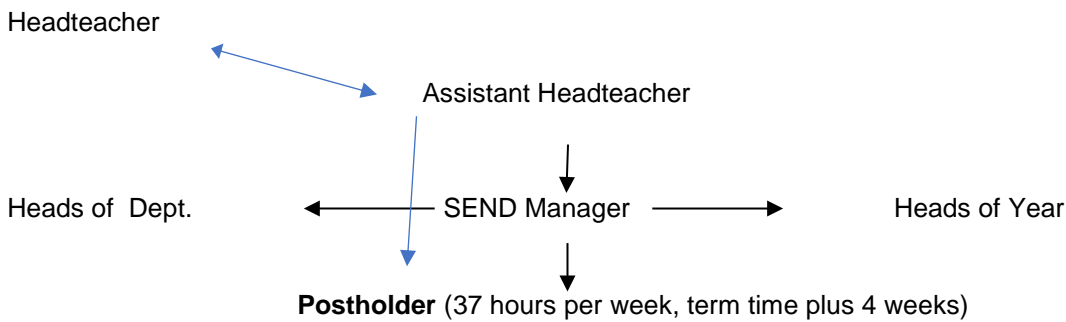 Headteacher
Assistant Headteacher
Heads of Dept. SEND Manager Heads of Year
Postholder (37 hours per week, term time plus 4 weeks)